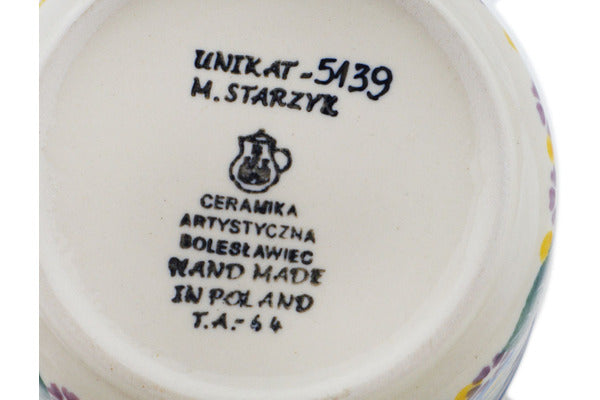 UNIKAT-5139
M. STARZYK
CERAMIKA
ARTYSTYCZNA
BOLESŁAWIEC
HAND MADE
IN POLAND
T.A.-64